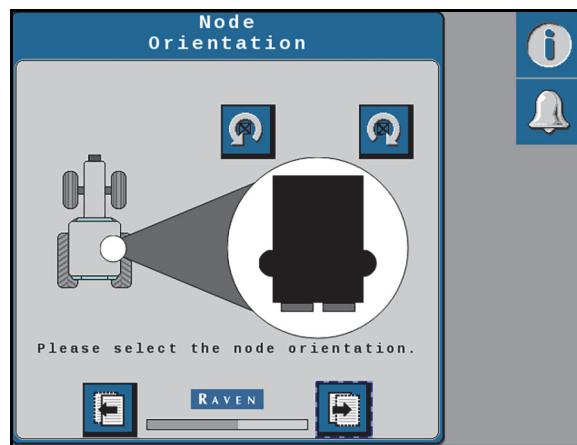 Node
Orientation
Please select the node orientation.
RAVEN